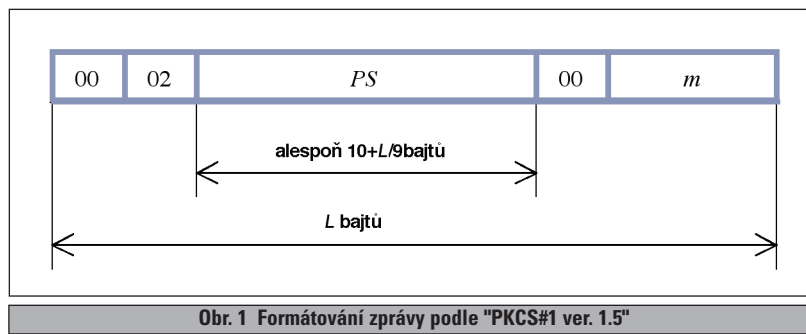 00 02 PS 00 m
alespoň 10+L/9bajtů
L bajtů
Obr. 1 Formátování zprávy podle "PKCS#1 ver. 1.5"